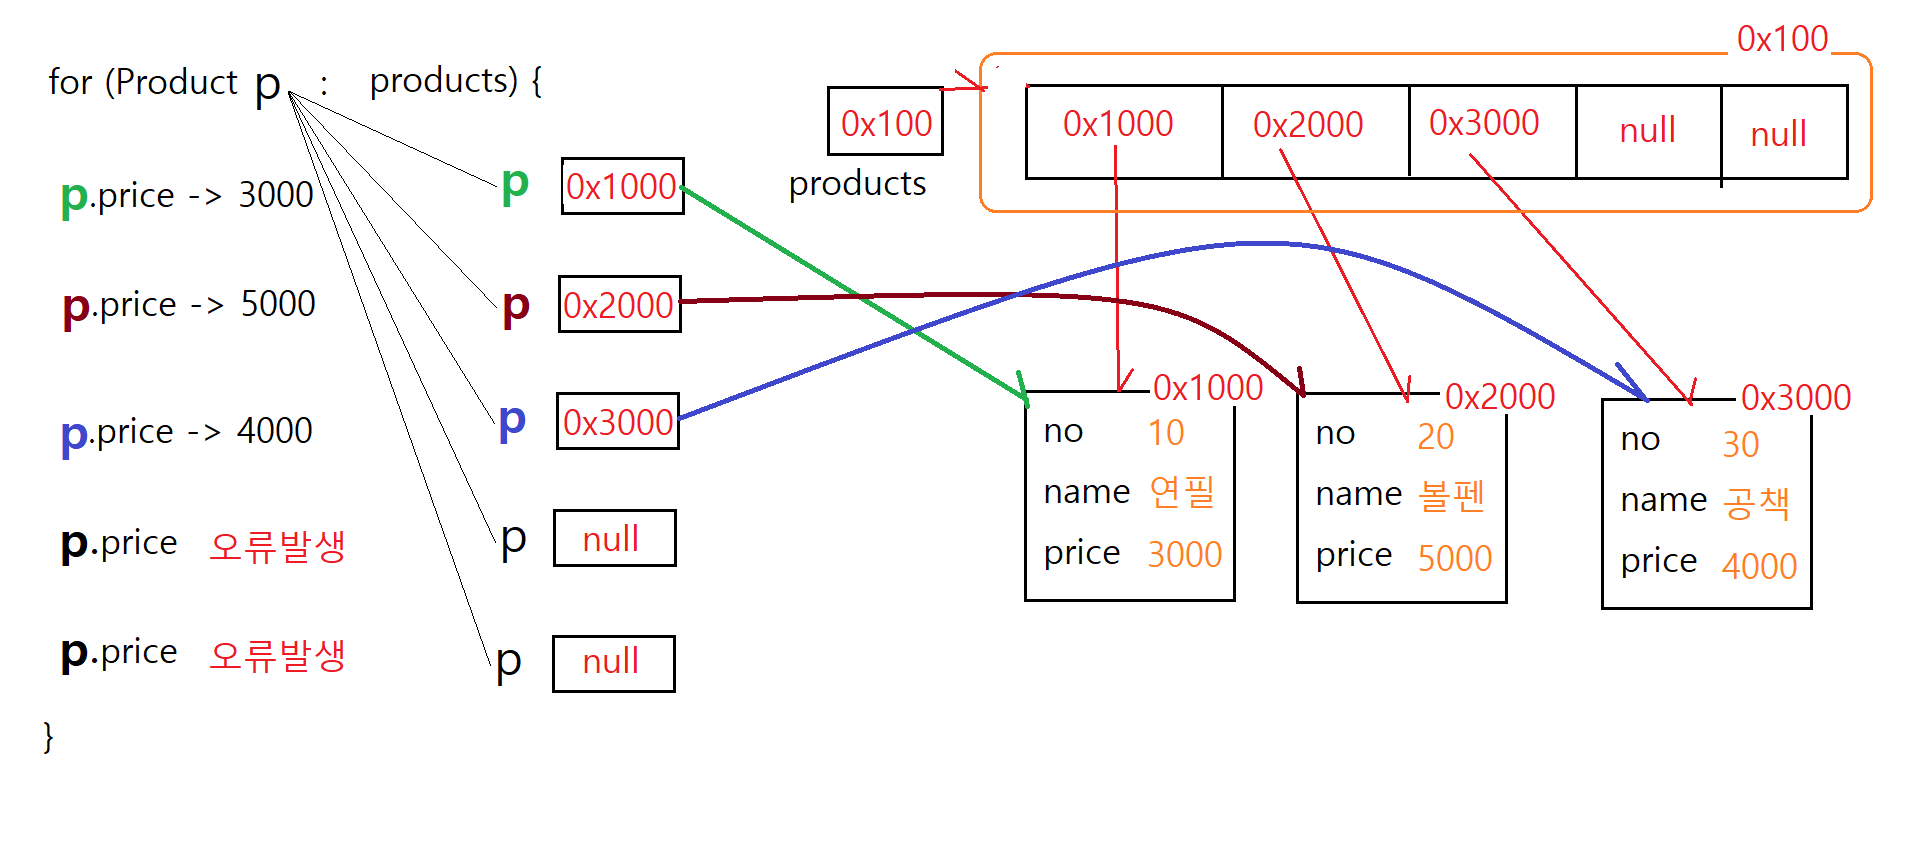 for (Product p : products) {
p.price -> 3000
p.price -> 5000
p.price -> 4000
p.price 오류발생
p.price 오류발생
}
p 0x1000
p 0x2000
p 0x3000
p null
p null
0x100
products
0x100
0x1000 0x2000 0x3000 null null
0x1000
no 10
name 연필
price 3000
0x2000
no 20
name 볼펜
price 5000
0x3000
no 30
name 공책
price 4000